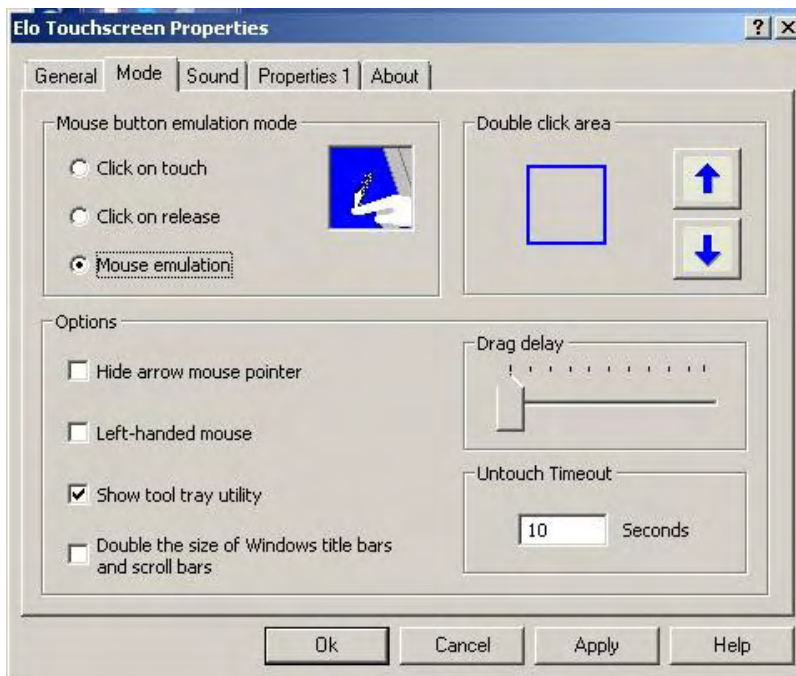 Elo Touchscreen Properties
General Mode Sound Properties 1 About
Mouse button emulation mode
Click on touch
Click on release
Mouse emulation
Double click area
Options
Hide arrow mouse pointer
Left-handed mouse
Show tool tray utility
Double the size of Windows title bars
and scroll bars
Drag delay
Untouch Timeout
10 Seconds
Ok Cancel Apply Help